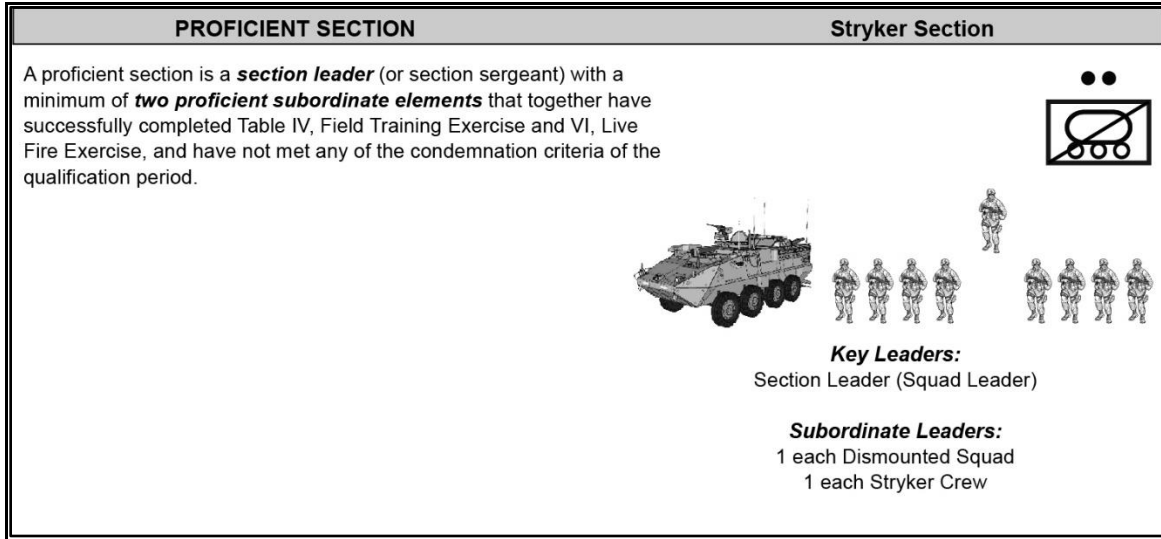 PROFICIENT SECTION
Stryker Section
A proficient section is a section leader (or section sergeant) with a
minimum of two proficient subordinate elements that together have
successfully completed Table IV, Field Training Exercise and VI, Live
Fire Exercise, and have not met any of the condemnation criteria of the
qualification period.
Key Leaders:
Section Leader (Squad Leader)
Subordinate Leaders:
1 each Dismounted Squad
1 each Stryker Crew